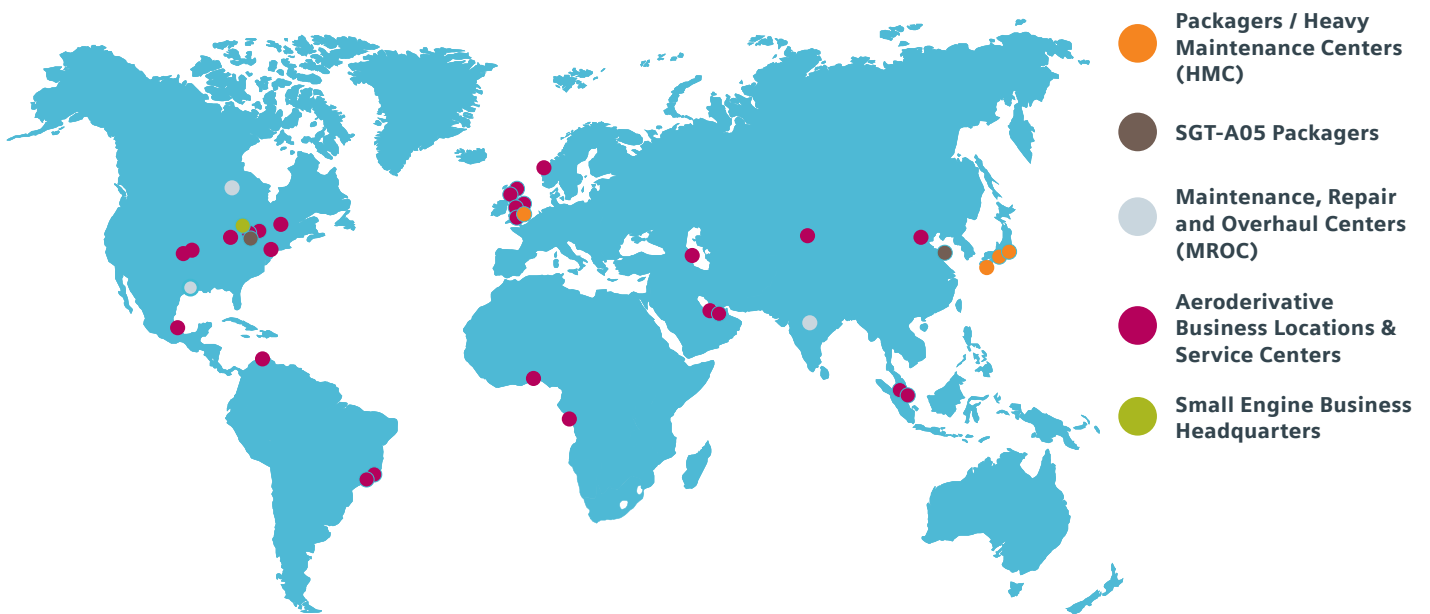 Packagers / Heavy
Maintenance Centers
(HMC)
SGT-A05 Packagers
Maintenance, Repair
and Overhaul Centers
(MROC)
Aeroderivative
Business Locations &
Service Centers
Small Engine Business
Headquarters